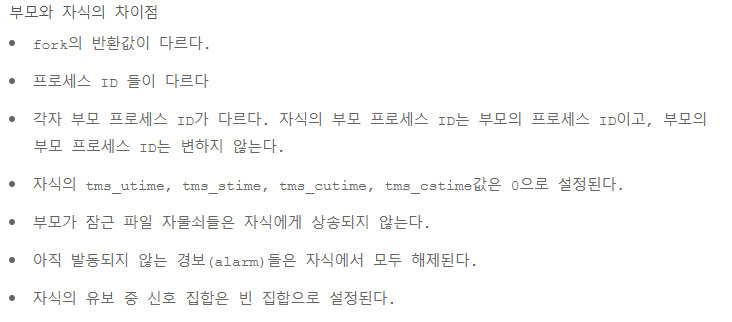 부모와 자식의 차이점
• fork의 반환값이 다르다.
• 프로세스 ID 들이 다르다
• 각자 부모 프로세스 ID가 다르다. 자식의 부모 프로세스 ID는 부모의 프로세스 ID이고, 부모의
부모 프로세스 ID는 변하지 않는다.
• 자식의 tms_utime, tms_stime, tms_cutime, tms_cstime값은 0으로 설정된다.
• 부모가 잠근 파일 자물쇠들은 자식에게 상송되지 않는다.
• 아직 발동되지 않는 경보(alarm)들은 자식에서 모두 해제된다.
• 자식의 유보 중 신호 집합은 빈 집합으로 설정된다.